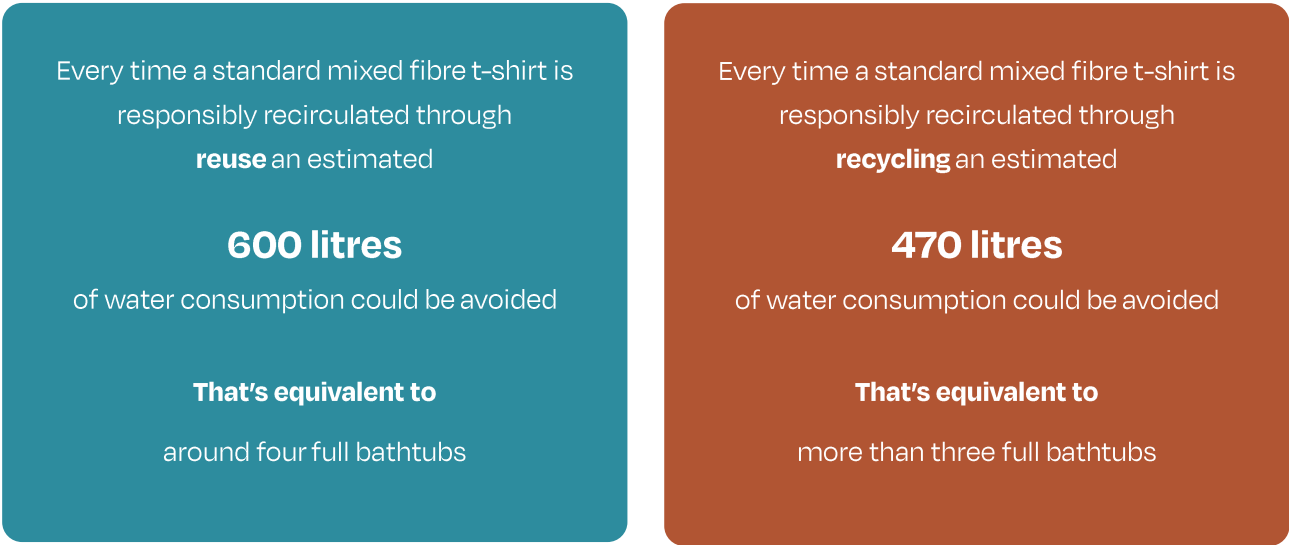 Every time a standard mixed fibre t-shirt is
responsibly recirculated through
reuse an estimated
600 litres
of water consumption could be avoided
That's equivalent to
around four full bathtubs
Every time a standard mixed fibre t-shirt is
responsibly recirculated through
recycling an estimated
470 litres
of water consumption could be avoided
That's equivalent to
more than three full bathtubs